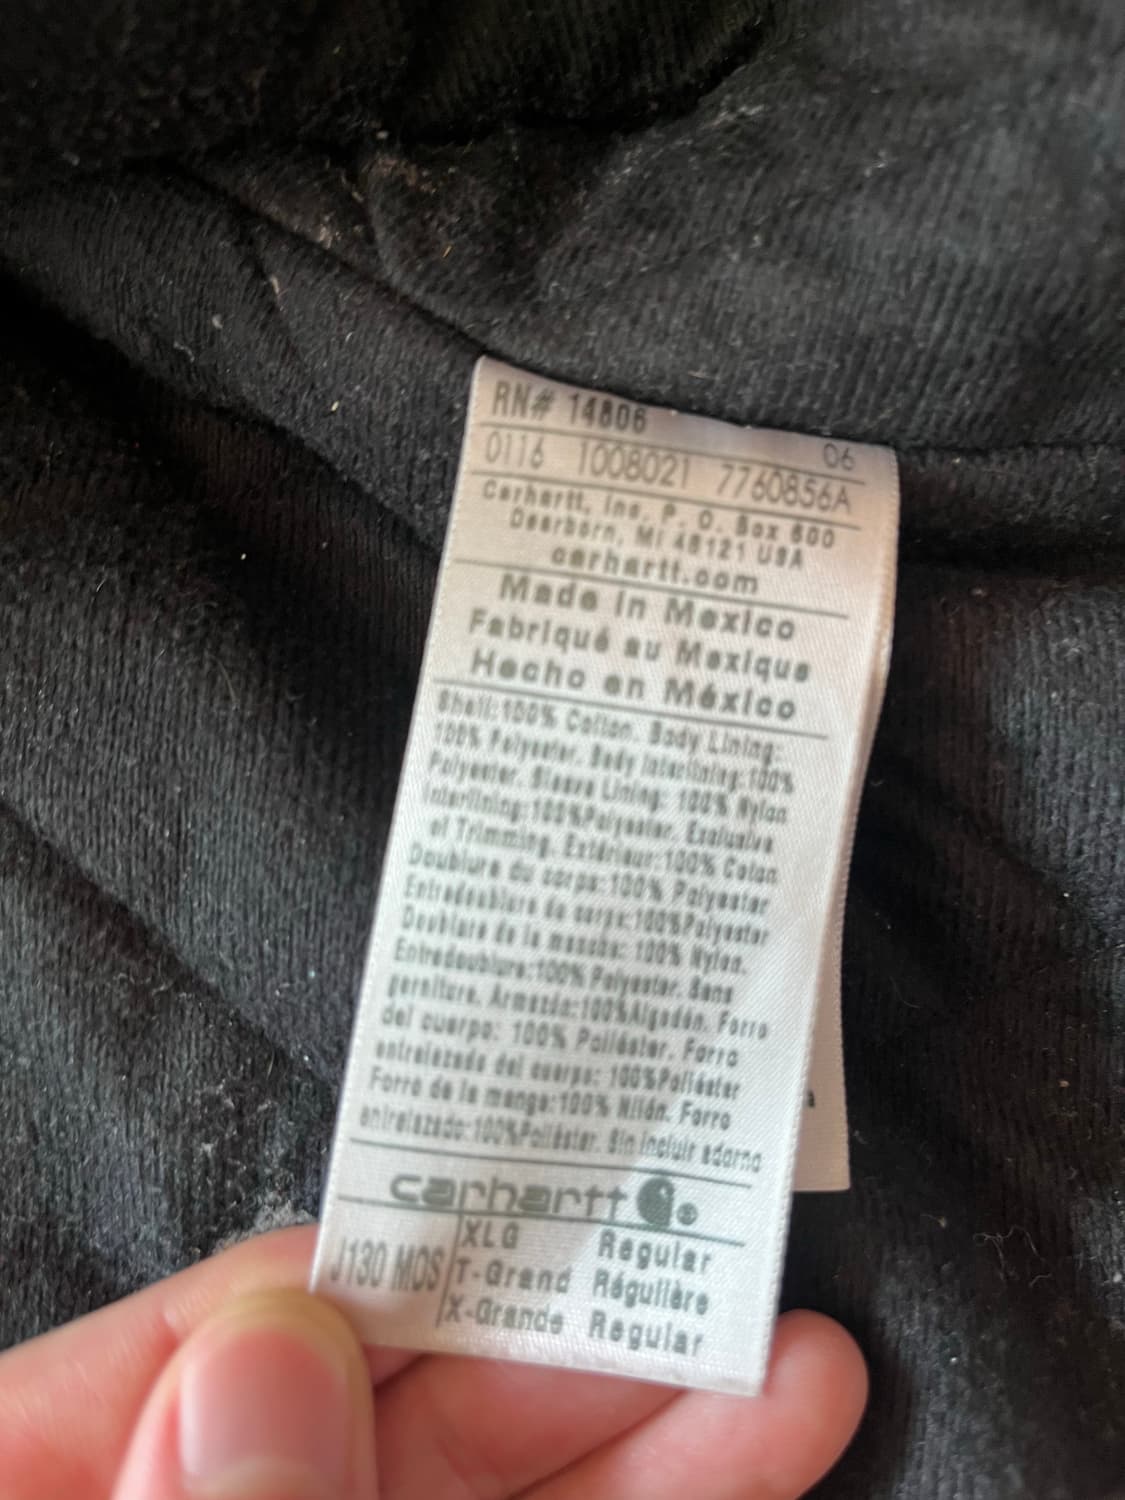 RN# 14806
06
0116 1008021 7760856A
Carhartt, Inc, P. O. Box 600
Dearborn, MI 48121 USA
carhartt.com
Made in Mexico
Fabriqué au Mexique
Hecho en México
Shell:100% Cotton. Body Lining:
100% Polyester. Body Interlining:100%
Polyester. Sleeve Lining: 100% Nylon
Interlining:100%Polyester. Exclusive
of Trimming. Extérieur:100% Coton
Doublure du corps:100% Polyester
Entredoublure du corps:100%Polyester
Doublure de la manche: 100% Nylon.
Entredoublure:100% Polyester. Sans
garniture. Armazón:100%Algodón. Forro
del cuerpo: 100% Poliéster. Forro
entrelazado del cuerpo: 100%Poliéster
Forro de la manga:100% Nilón. Forro
entrelazado:100%Poliéster. Sin incluir adorno
carhartt ®
J130 MOS
XLG Regular
T-Grand Régulière
X-Grande Regular